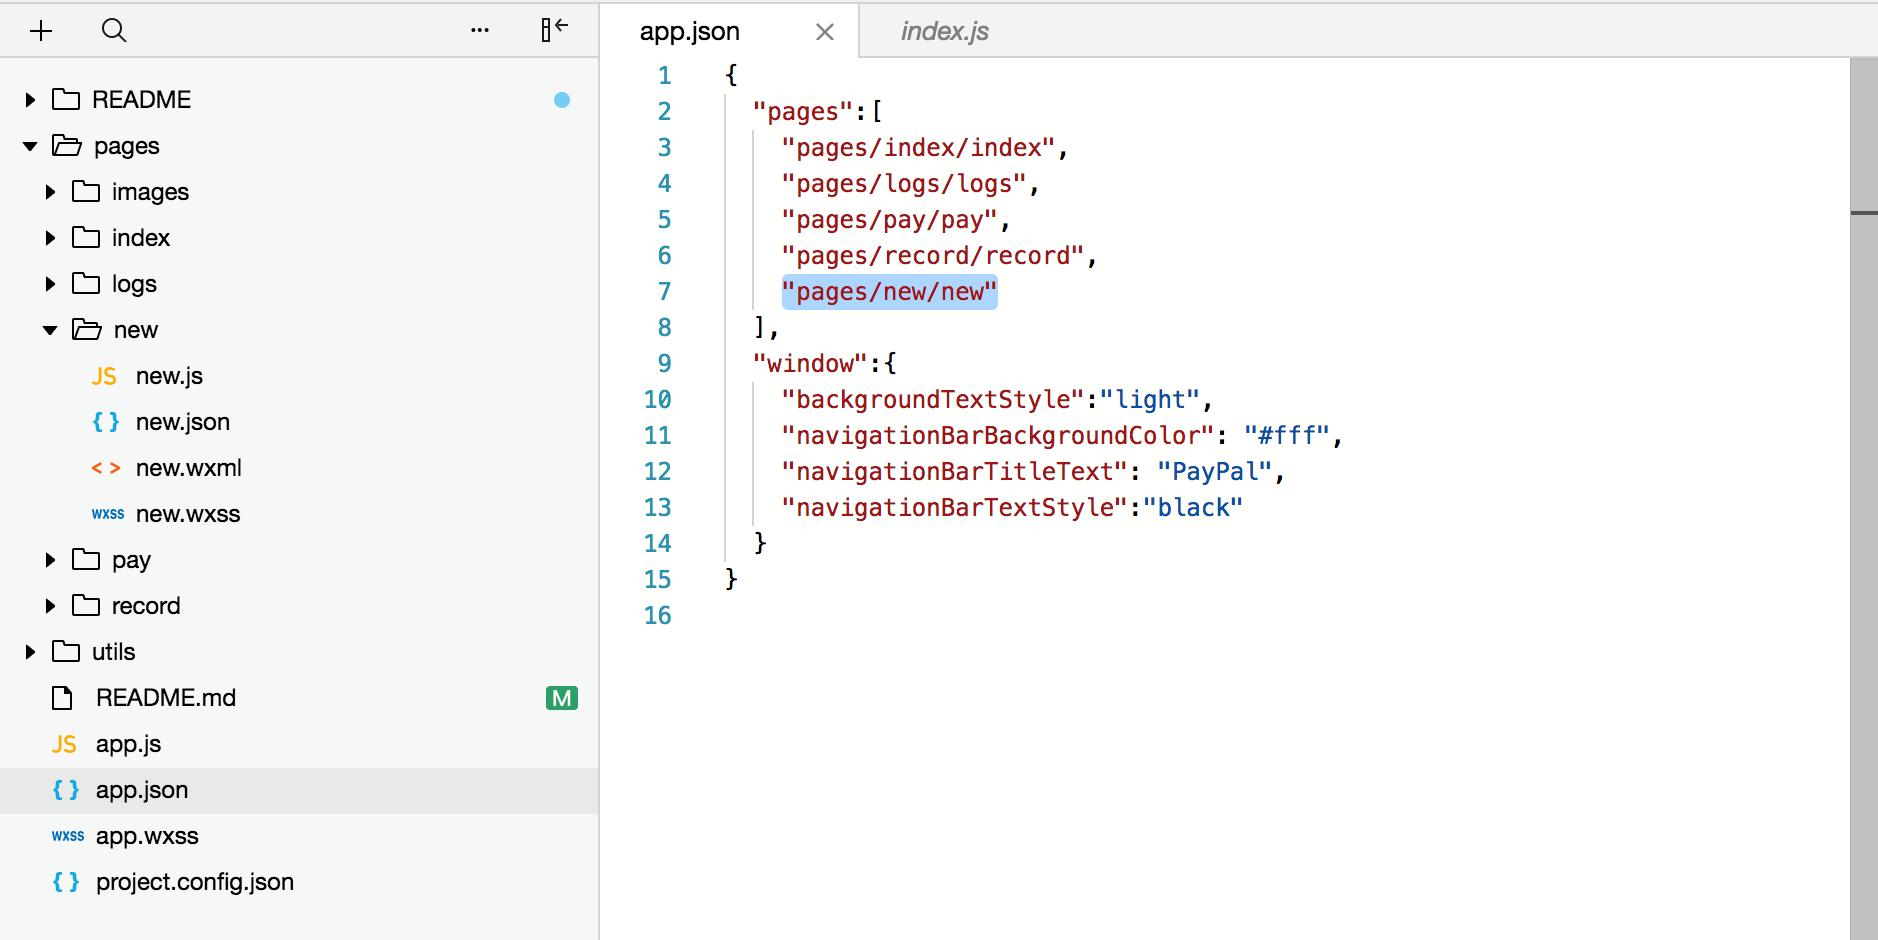 README
pages
images
index
logs
new
JS new.js
{ } new.json
< > new.wxml
wxss new.wxss
pay
record
utils
README.md M
JS app.js
{ } app.json
wxss app.wxss
{ } project.config.json
app.json index.js
1 {
2 "pages":[
3 "pages/index/index",
4 "pages/logs/logs",
5 "pages/pay/pay",
6 "pages/record/record",
7 "pages/new/new"
8 ],
9 "window":{
10 "backgroundTextStyle":"light",
11 "navigationBarBackgroundColor": "#fff",
12 "navigationBarTitleText": "PayPal",
13 "navigationBarTextStyle":"black"
14 }
15 }
16